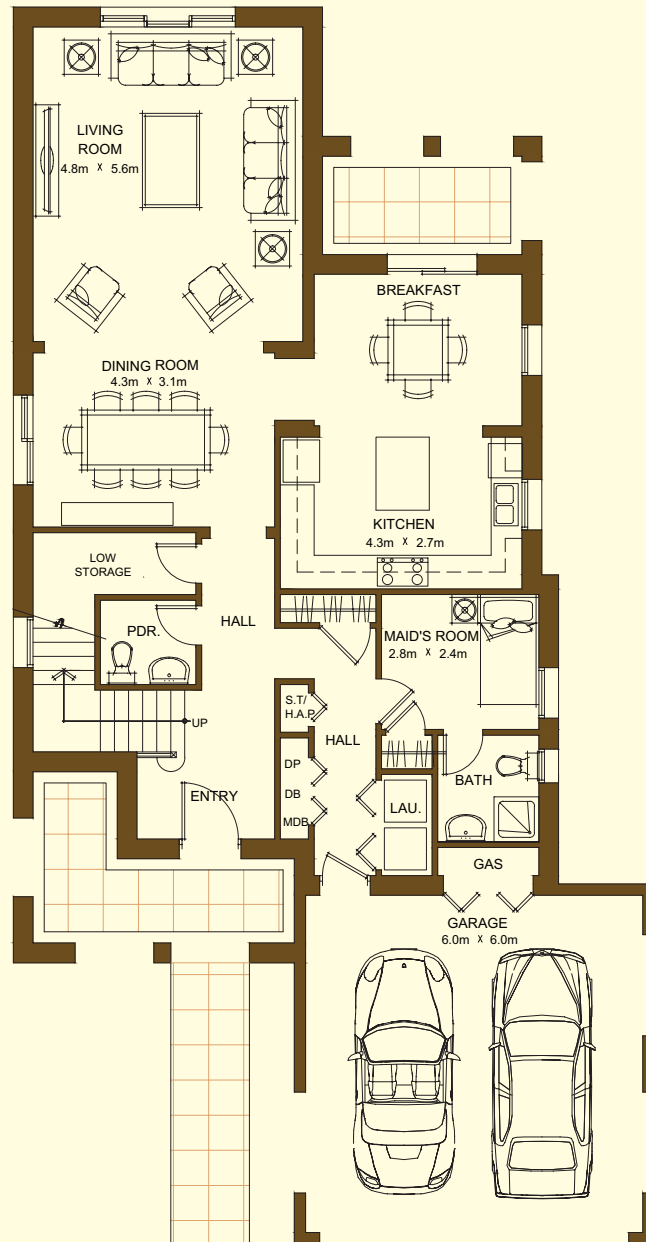 LIVING
ROOM
4.8m X 5.6m
BREAKFAST
DINING ROOM
4.3m X 3.1m
KITCHEN
4.3m X 2.7m
LOW
STORAGE
PDR.
HALL
MAID'S ROOM
2.8m X 2.4m
S.T/
H.A.P
UP
HALL
DP
DB
MDB
BATH
ENTRY
LAU.
GAS
GARAGE
6.0m X 6.0m